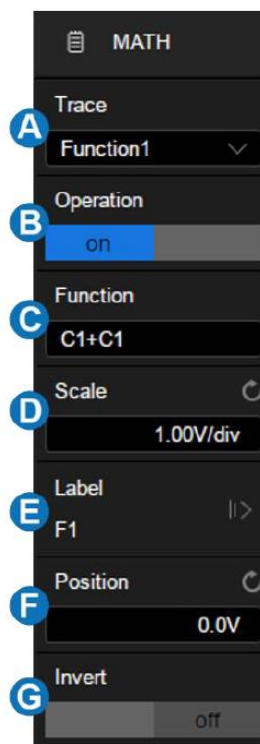 MATH
A
Trace
Function1
B
Operation
on
C
Function
C1+C1
D
Scale
1.00V/div
E
Label
F1
F
Position
0.0V
G
Invert
off